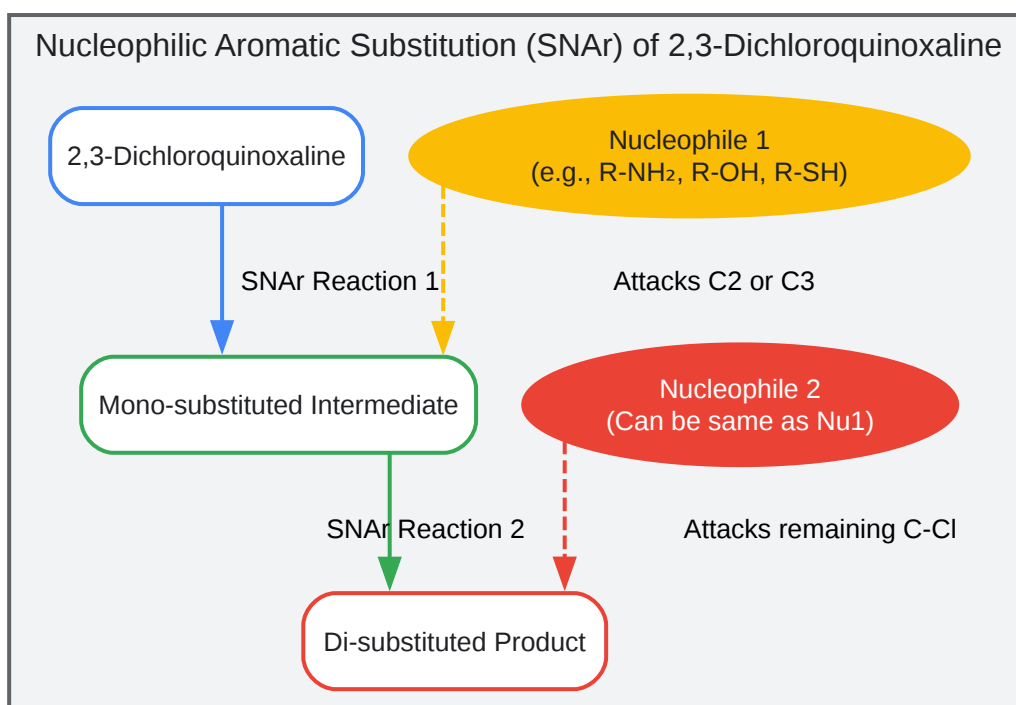 Nucleophilic Aromatic Substitution (SNAr) of 2,3-Dichloroquinoxaline
2,3-Dichloroquinoxaline
Nucleophile 1
(e.g., R-NH₂, R-OH, R-SH)
SNAr Reaction 1
Attacks C2 or C3
Mono-substituted Intermediate
Nucleophile 2
(Can be same as Nu1)
SNAr Reaction 2
Attacks remaining C-Cl
Di-substituted Product